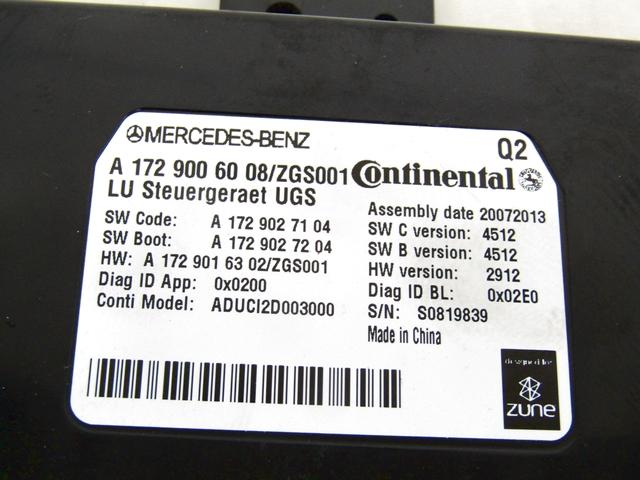 MERCEDES-BENZ
Q2
A 172 900 60 08/ZGS001
Continental
LU Steuergeraet UGS
Assembly date 20072013
SW Code: A 172 902 71 04
SW C version: 4512
SW Boot: A 172 902 72 04
SW B version: 4512
HW: A 172 901 63 02/ZGS001
HW version: 2912
Diag ID App: 0x0200
Diag ID BL: 0x02E0
Conti Model: ADUCI2D003000
S/N: S0819839
Made in China
designed for
zune